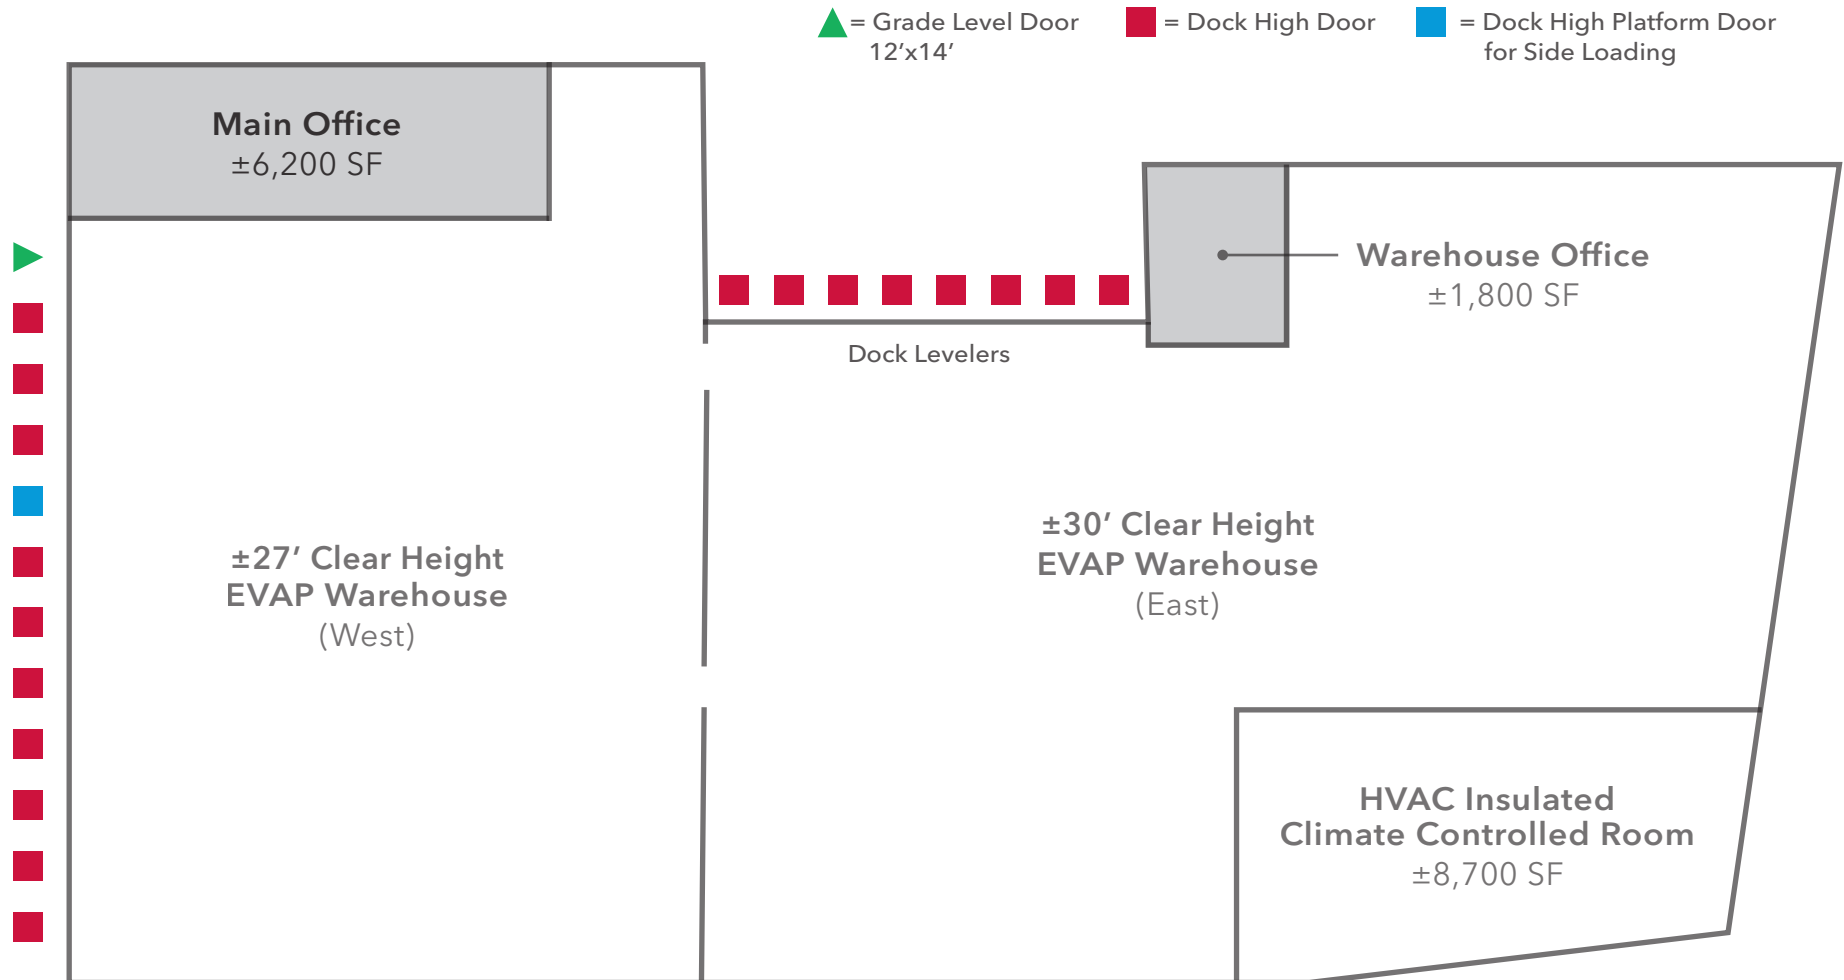 = Grade Level Door
12’x14’
= Dock High Door
= Dock High Platform Door
for Side Loading
Main Office
±6,200 SF
Warehouse Office
±1,800 SF
Dock Levelers
±27’ Clear Height
EVAP Warehouse
(West)
±30’ Clear Height
EVAP Warehouse
(East)
HVAC Insulated
Climate Controlled Room
±8,700 SF